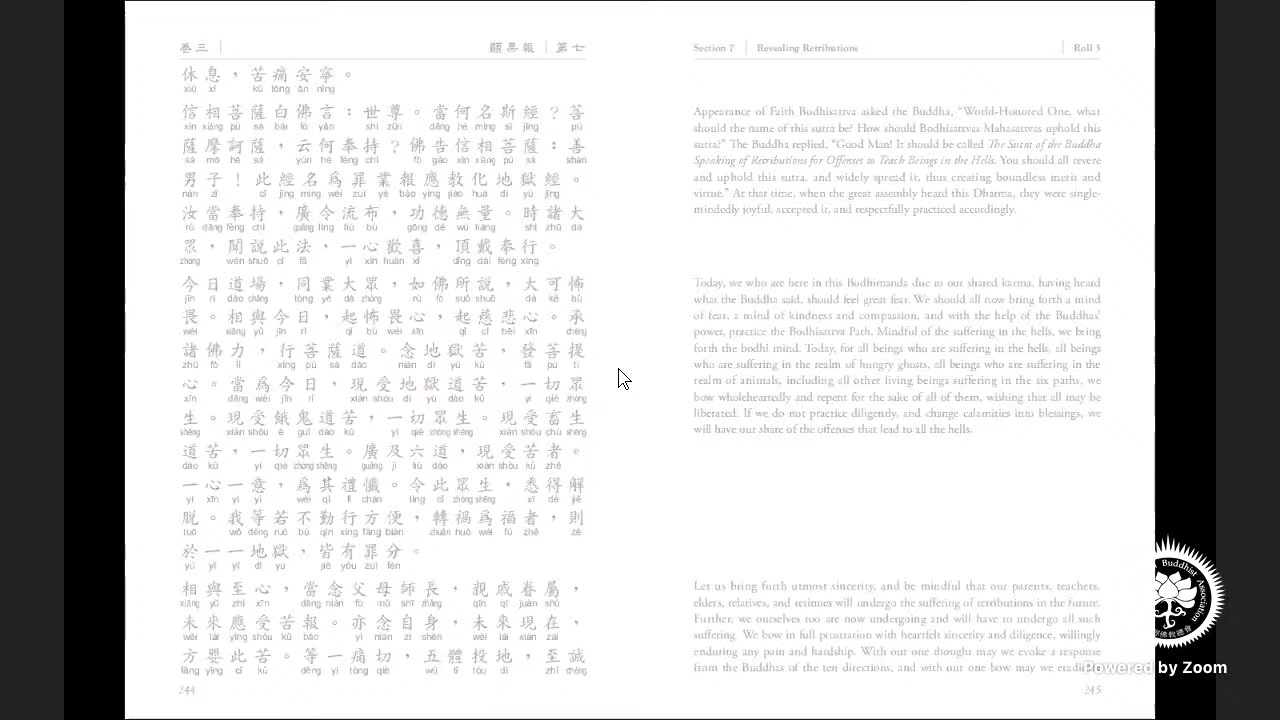 卷三 | 顯果報 | 第七
休息，苦痛安寧。
xiū xí kǔ tòng ān níng
信相菩薩白佛言：世尊。當何名斯經？菩
xìn xiàng pú sà bái fó yán shì zūn dāng hé míng sī jīng pú
薩摩訶薩，云何奉持？佛告信相菩薩：善
sà mó hē sà yún hé fèng chí fó gào xìn xiàng pú sà shàn
男子！此經名為罪業報應教化地獄經。
nán zǐ cǐ jīng míng wéi zuì yè bào yìng jiào huà dì yù jīng
汝當奉持，廣令流布，功德無量。時諸大
rǔ dāng fèng chí guǎng lìng liú bù gōng dé wú liàng shí zhū dà
眾，聞說此法，一心歡喜，頂戴奉行。
zhòng wén shuō cǐ fǎ yì xīn huān xǐ dǐng dài fèng xíng
今日道場，同業大眾，如佛所說，大可怖
jīn rì dào chǎng tóng yè dà zhòng rú fó suǒ shuō dà kě bù
畏。相與今日，起怖畏心，起慈悲心。承
wèi xiāng yǔ jīn rì qǐ bù wèi xīn qǐ cí bēi xīn chéng
諸佛力，行菩薩道。念地獄苦，發菩提
zhū fó lì xíng pú sà dào niàn dì yù kǔ fā pú tí
心。當為今日，現受地獄道苦，一切眾
xīn dāng wèi jīn rì xiàn shòu dì yù dào kǔ yí qiè zhòng
生。現受餓鬼道苦，一切眾生。現受畜生
shēng xiàn shòu è guǐ dào kǔ yí qiè zhòng shēng xiàn shòu chù shēng
道苦，一切眾生。廣及六道，現受苦者。
dào kǔ yí qiè zhòng shēng guǎng jí liù dào xiàn shòu kǔ zhě
一心一意，為其禮懺。令此眾生，悉得解
yì xīn yí yì wèi qí lǐ chàn lìng cǐ zhòng shēng xī dé jiě
脫。我等若不勤行方便，轉禍為福者，則
tuō wǒ děng ruò bù qín xíng fāng biàn zhuǎn huò wéi fú zhě zé
於一一地獄，皆有罪分。
yú yī yī dì yù jiē yǒu zuì fèn
相與至心，當念父母師長，親戚眷屬，
xiāng yǔ zhì xīn dāng niàn fù mǔ shī zhǎng qīn qī juàn shǔ
未來應受苦報。亦念自身，未來現在，
wèi lái yīng shòu kǔ bào yì niàn zì shēn wèi lái xiàn zài
方嬰此苦。等一痛切，五體投地，至誠
fāng yīng cǐ kǔ děng yí tòng qiè wǔ tǐ tóu dì zhì chéng
244
Section 7 | Revealing Retributions | Roll 3
Appearance of Faith Bodhisattva asked the Buddha, “World-Honored One, what
should the name of this sutra be? How should Bodhisattvas Mahasattvas uphold this
sutra?” The Buddha replied, “Good Man! It should be called The Sutra of the Buddha
Speaking of Retributions for Offenses to Teach Beings in the Hells. You should all revere
and uphold this sutra, and widely spread it, thus creating boundless merit and
virtue.” At that time, when the great assembly heard this Dharma, they were single-
mindedly joyful, accepted it, and respectfully practiced accordingly.
Today, we who are here in this Bodhimanda due to our shared karma, having heard
what the Buddha said, should feel great fear. We should all now bring forth a mind
of fear, a mind of kindness and compassion, and with the help of the Buddhas'
power, practice the Bodhisattva Path. Mindful of the suffering in the hells, we bring
forth the bodhi mind. Today, for all beings who are suffering in the hells, all beings
who are suffering in the realm of hungry ghosts, all beings who are suffering in the
realm of animals, including all other living beings suffering in the six paths, we
bow wholeheartedly and repent for the sake of all of them, wishing that all may be
liberated. If we do not practice diligently, and change calamities into blessings, we
will have our share of the offenses that lead to all the hells.
Let us bring forth utmost sincerity, and be mindful that our parents, teachers,
elders, relatives, and retinues will undergo the suffering of retributions in the future.
Further, we ourselves too are now undergoing and will have to undergo all such
suffering. We bow in full prostration with heartfelt sincerity and diligence, willingly
enduring any pain and hardship. With our one thought may we evoke a response
from the Buddhas of the ten directions, and with our one bow may we eradicate
245
Buddhist Association
Powered by Zoom